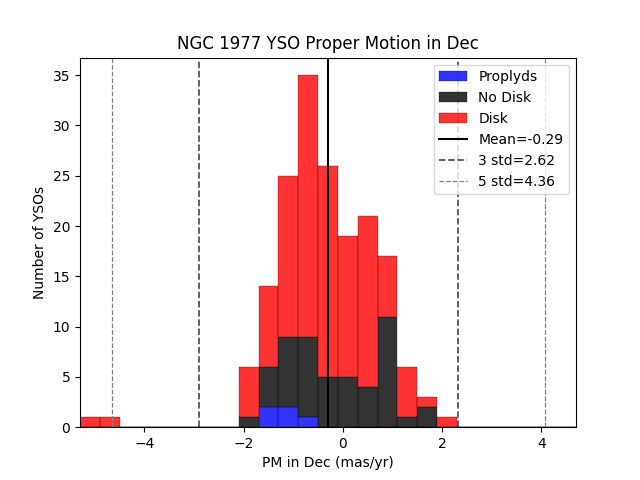 NGC 1977 YSO Proper Motion in Dec
Number of YSOs
35
30
25
20
15
10
5
0
Proplyds
No Disk
Disk
Mean=-0.29
3 std=2.62
5 std=4.36
−4
−2
0
2
4
PM in Dec (mas/yr)